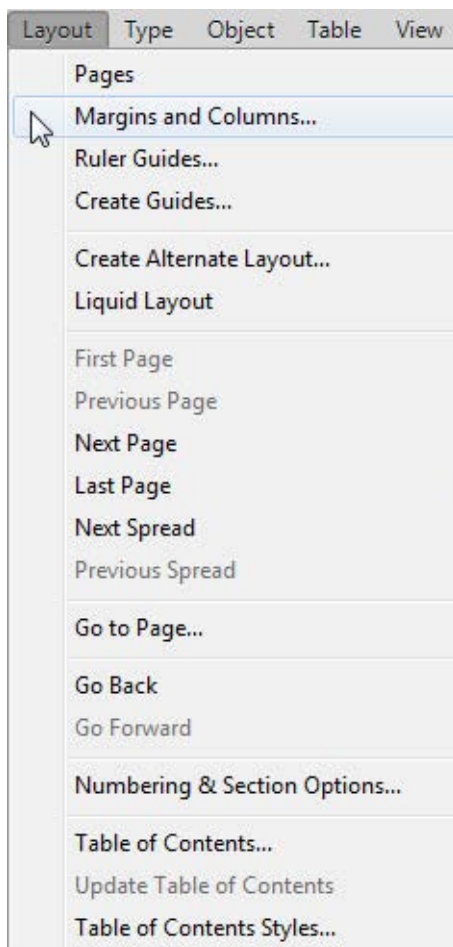 Layout Type Object Table View
Pages
Margins and Columns...
Ruler Guides...
Create Guides...
Create Alternate Layout...
Liquid Layout
First Page
Previous Page
Next Page
Last Page
Next Spread
Previous Spread
Go to Page...
Go Back
Go Forward
Numbering & Section Options...
Table of Contents...
Update Table of Contents
Table of Contents Styles...